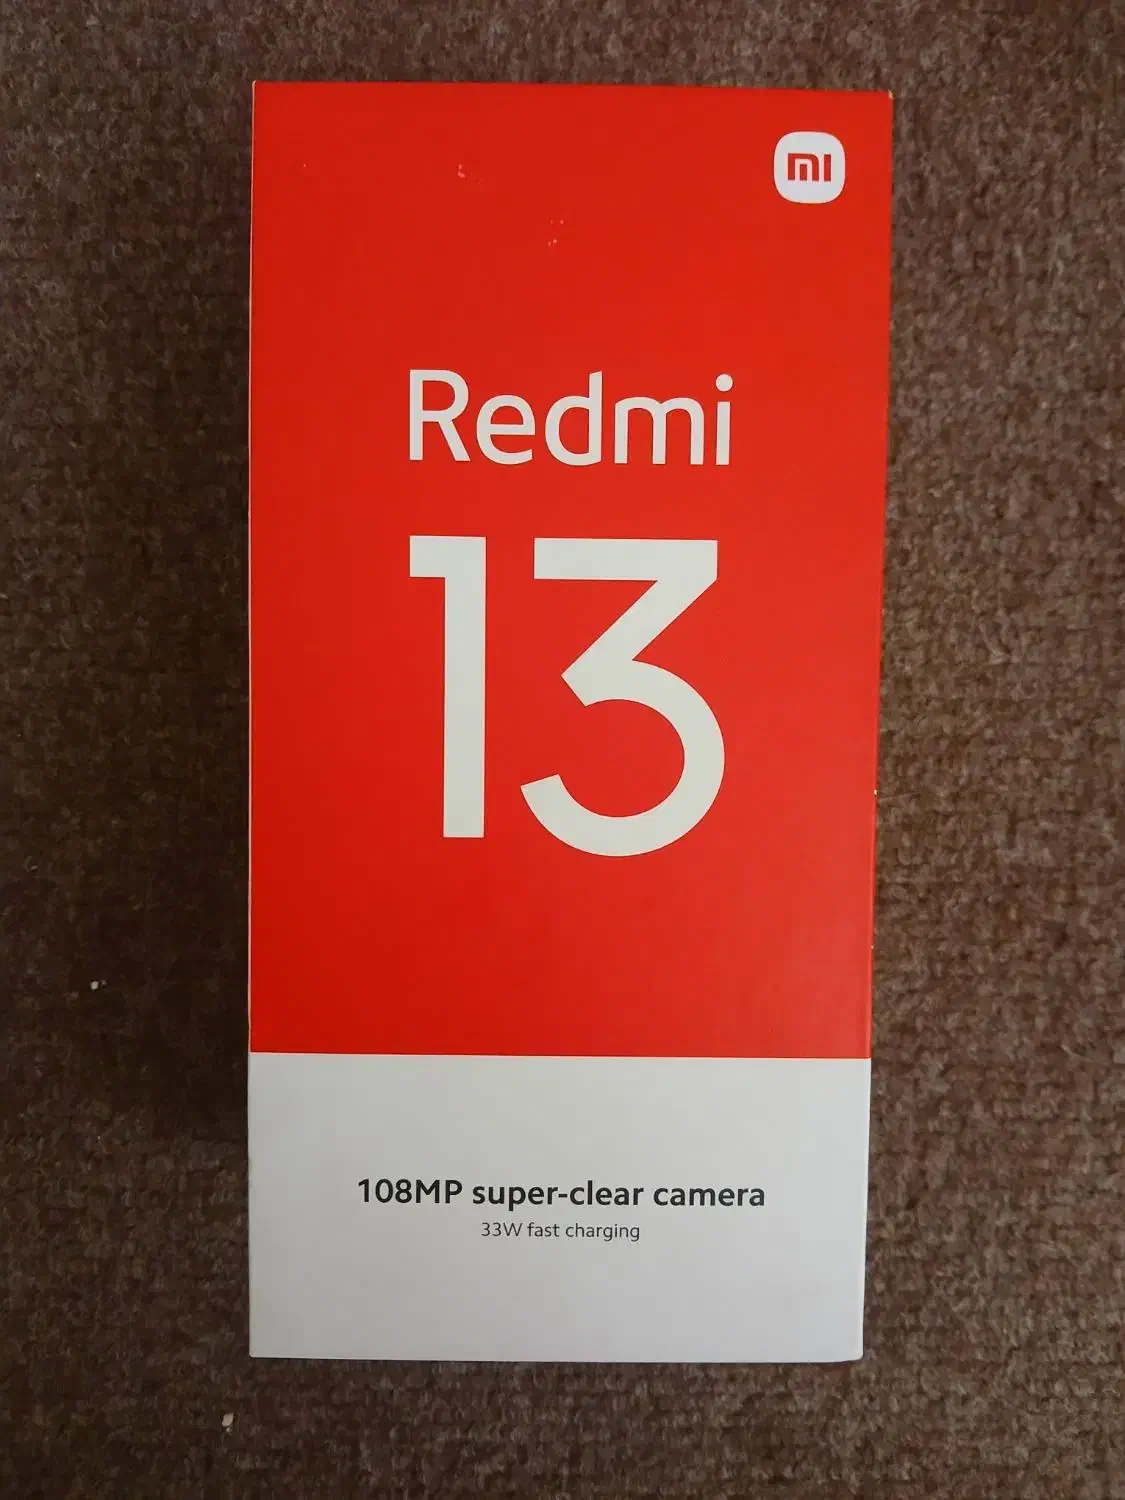 mi
Redmi
13
108MP super-clear camera
33W fast charging